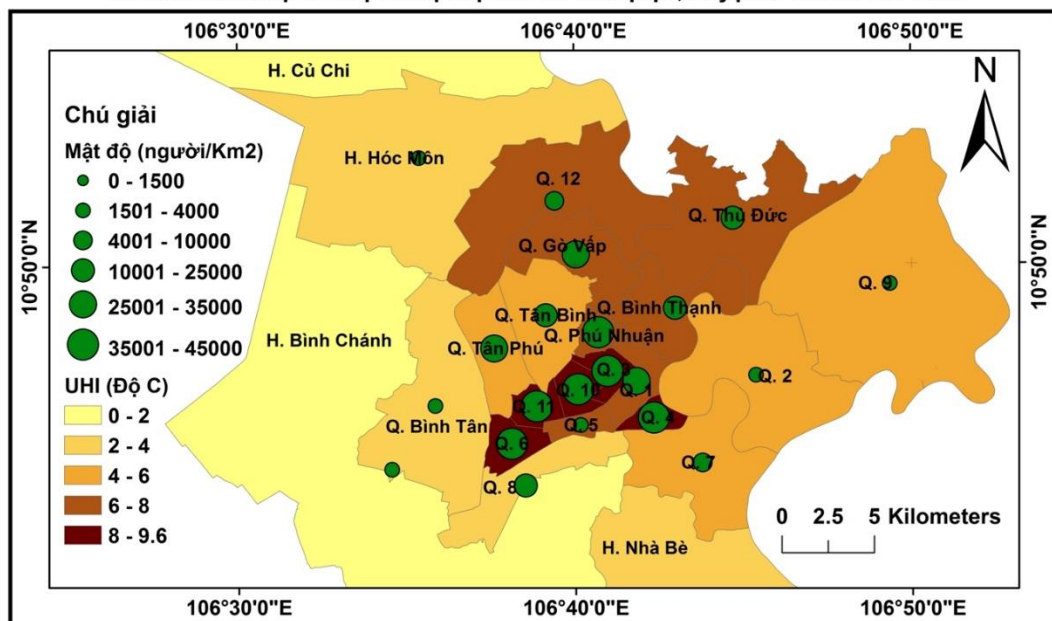 106°30'0"E
106°40'0"E
106°50'0"E
N
H. Củ Chi
Chú giải
Mật độ (người/Km2)
0 - 1500
1501 - 4000
4001 - 10000
10001 - 25000
25001 - 35000
35001 - 45000
UHI (Độ C)
0 - 2
2 - 4
4 - 6
6 - 8
8 - 9.6
H. Hóc Môn
Q. 12
Q. Thủ Đức
Q. Gò Vấp
10°50'0"N
10°50'0"N
Q. 9
Q. Bình Thạnh
Q. Tân Bình
H. Bình Chánh
Q. Phú Nhuận
Q. Tân Phú
Q. 3
Q. 2
Q. 10
Q. 1
Q. 11
Q. 4
Q. Bình Tân
Q. 5
Q. 6
Q. 7
Q. 8
0 2.5 5 Kilometers
H. Nhà Bè
106°30'0"E
106°40'0"E
106°50'0"E